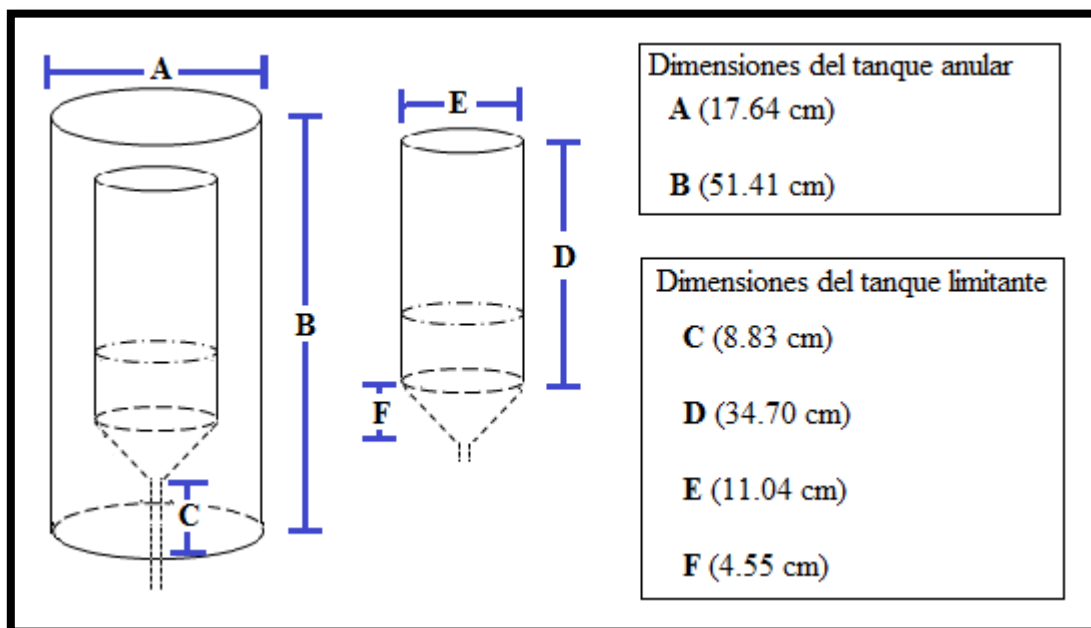 A
E
D
B
F
C
Dimensiones del tanque anular
A (17.64 cm)
B (51.41 cm)
Dimensiones del tanque limitante
C (8.83 cm)
D (34.70 cm)
E (11.04 cm)
F (4.55 cm)